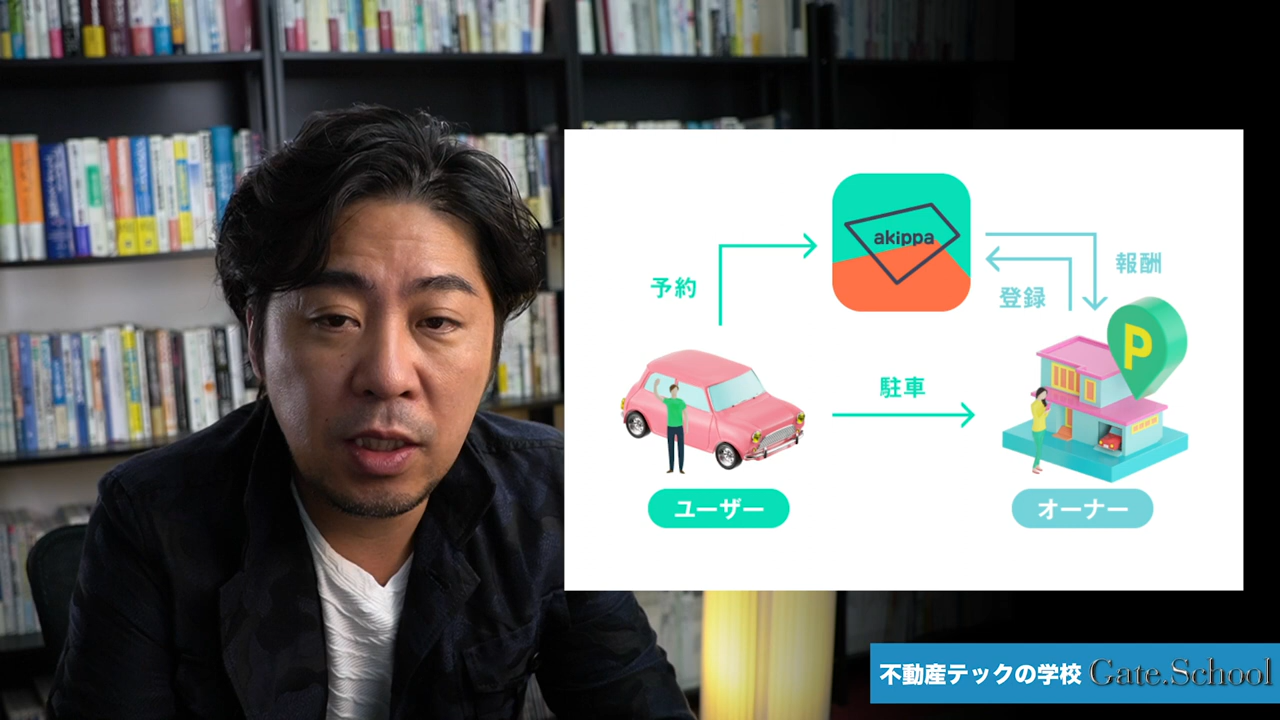 akippa
予約
報酬
登録
駐車
P
ユーザー
オーナー
不動産テックの学校 Gate.School